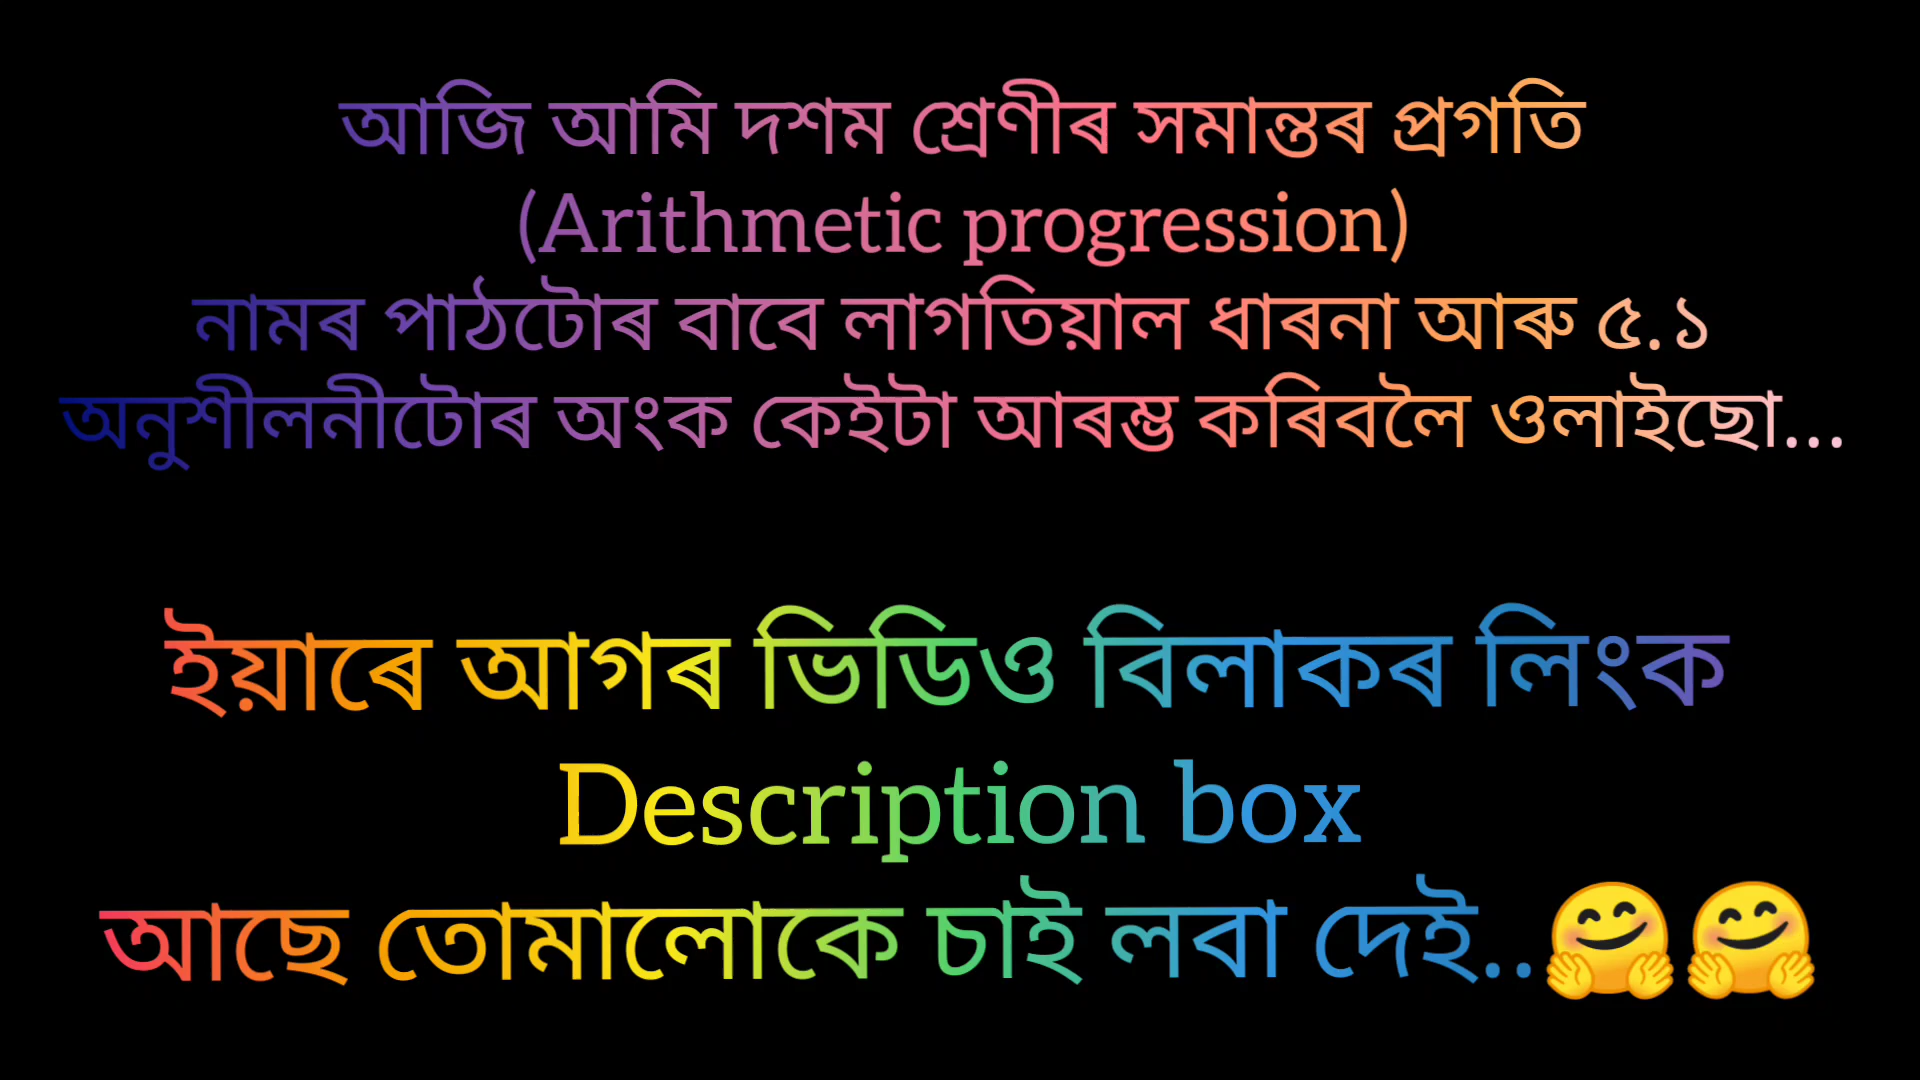 আজি আমি দশম শ্ৰেণীৰ সমান্তৰ প্ৰগতি
(Arithmetic progression)
নামৰ পাঠটোৰ বাবে লাগতিয়াল ধাৰনা আৰু ৫.১
অনুশীলনীটোৰ অংক কেইটা আৰম্ভ কৰিবলৈ ওলাইছো...
ইয়াৰে আগৰ ভিডিও বিলাকৰ লিংক
Description box
আছে তোমালোকে চাই লবা দেই..🤗🤗